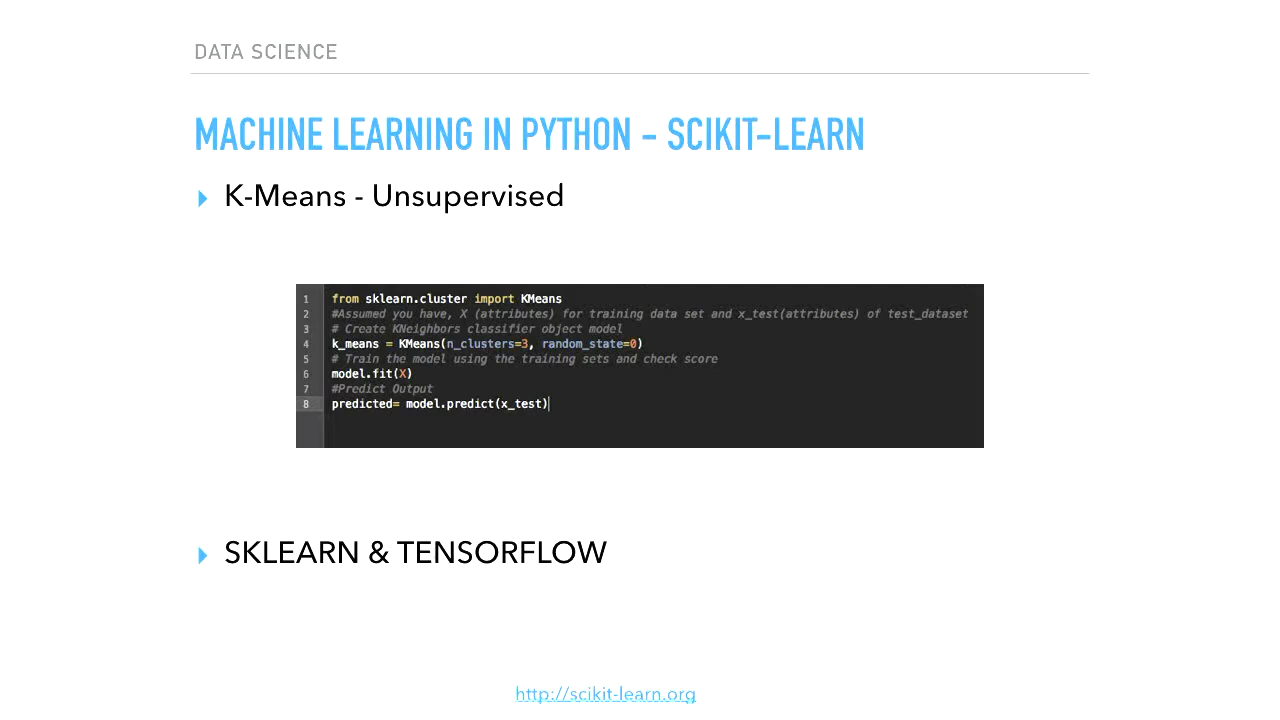 DATA SCIENCE
MACHINE LEARNING IN PYTHON - SCIKIT-LEARN
K-Means - Unsupervised
1 from sklearn.cluster import KMeans
2 #Assumed you have, X (attributes) for training data set and x_test(attributes) of test_dataset
3 # Create KNeighbors classifier object model
4 k_means = KMeans(n_clusters=3, random_state=0)
5 # Train the model using the training sets and check score
6 model.fit(X)
7 #Predict Output
8 predicted= model.predict(x_test)
SKLEARN & TENSORFLOW
http://scikit-learn.org